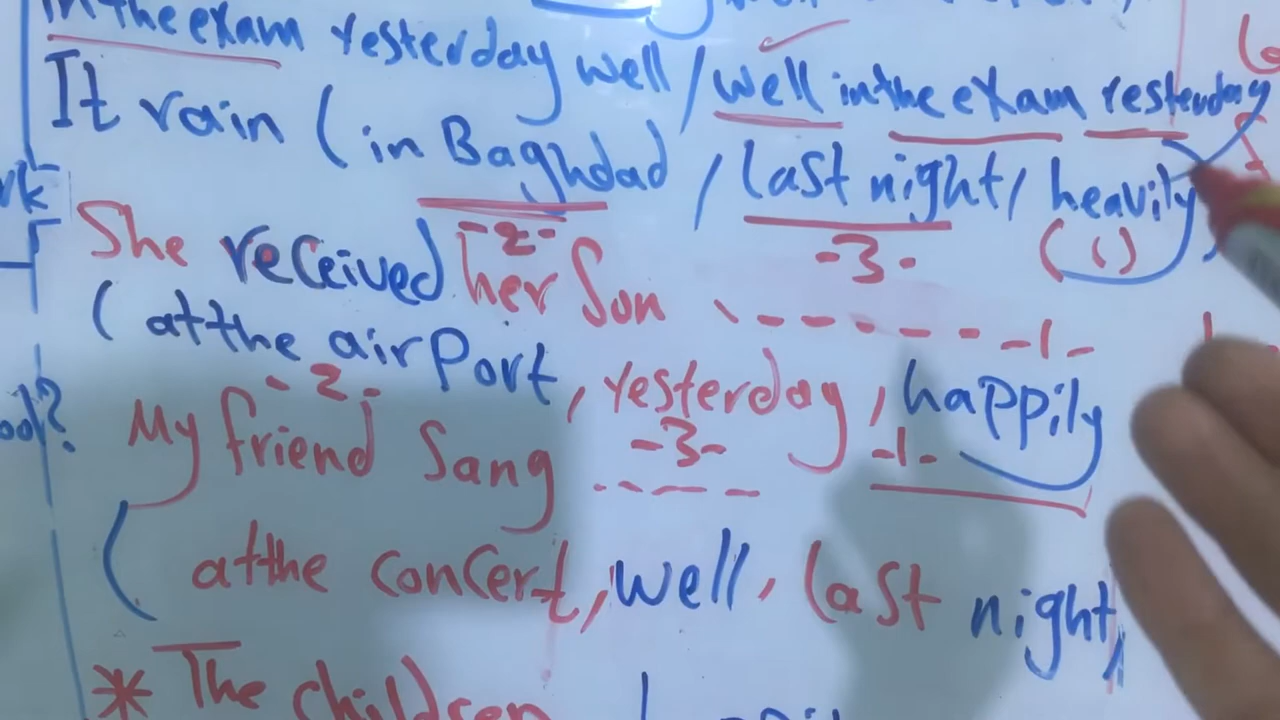 in the exam yesterday well / well in the exam yesterday
It rain ( in Baghdad / last night / heavily )
-2- -3- (1)
She received her Son - - - - - - -1-
( at the airport, yesterday, happily
-2- -3- -1-
My friend Sang - - - -
( at the concert, well, last night,
* The children